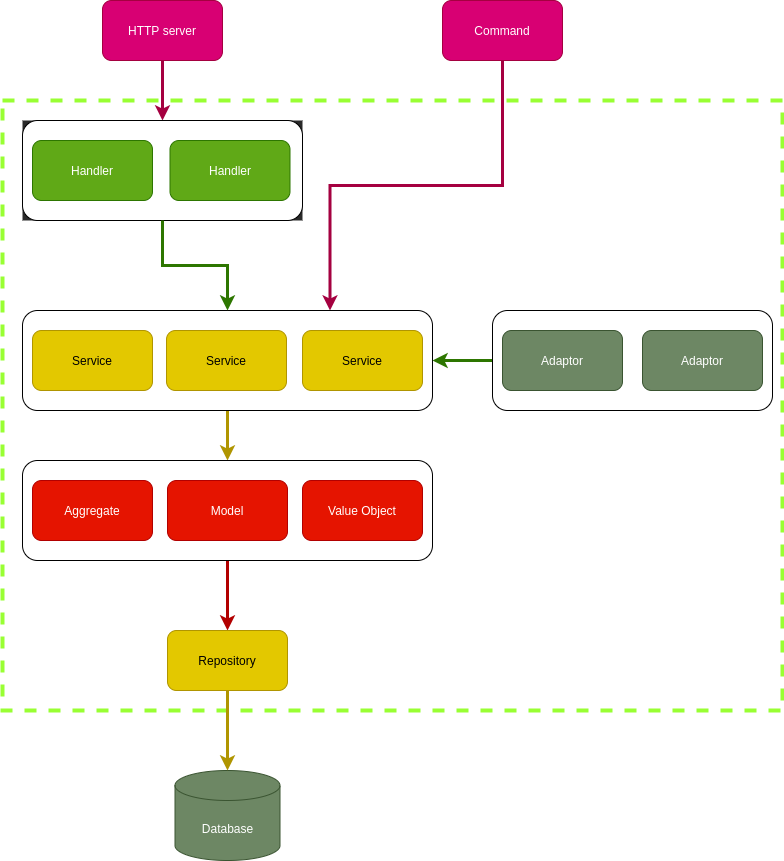 HTTP server
Command
Handler
Handler
Service
Service
Service
Adaptor
Adaptor
Aggregate
Model
Value Object
Repository
Database